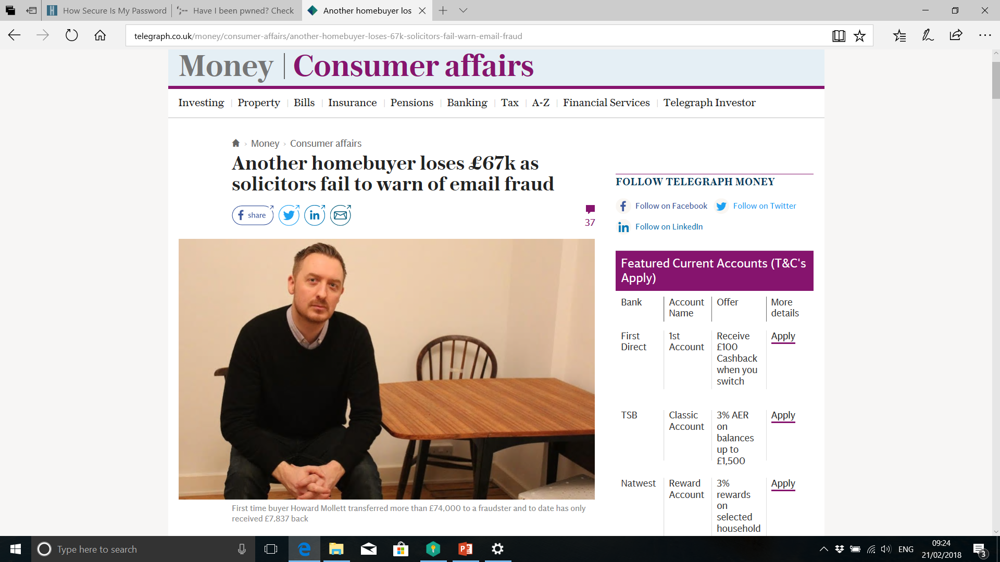 How Secure Is My Password
Have I been pwned? Check
Another homebuyer los
telegraph.co.uk/money/consumer-affairs/another-homebuyer-loses-67k-solicitors-fail-warn-email-fraud
Money | Consumer affairs
Investing | Property | Bills | Insurance | Pensions | Banking | Tax | A-Z | Financial Services | Telegraph Investor
Money › Consumer affairs
Another homebuyer loses £67k as
solicitors fail to warn of email fraud
share
37
First time buyer Howard Mollett transferred more than £74,000 to a fraudster and to date has only
received £7,837 back
FOLLOW TELEGRAPH MONEY
Follow on Facebook
Follow on Twitter
Follow on LinkedIn
Featured Current Accounts (T&C's
Apply)
Bank
Account
Name
Offer
More
details
First
Direct
1st
Account
Receive
£100
Cashback
when you
switch
Apply
TSB
Classic
Account
3% AER
on
balances
up to
£1,500
Apply
Natwest
Reward
Account
3%
rewards
on
selected
household
Apply
Type here to search
ENG
09:24
21/02/2018
3